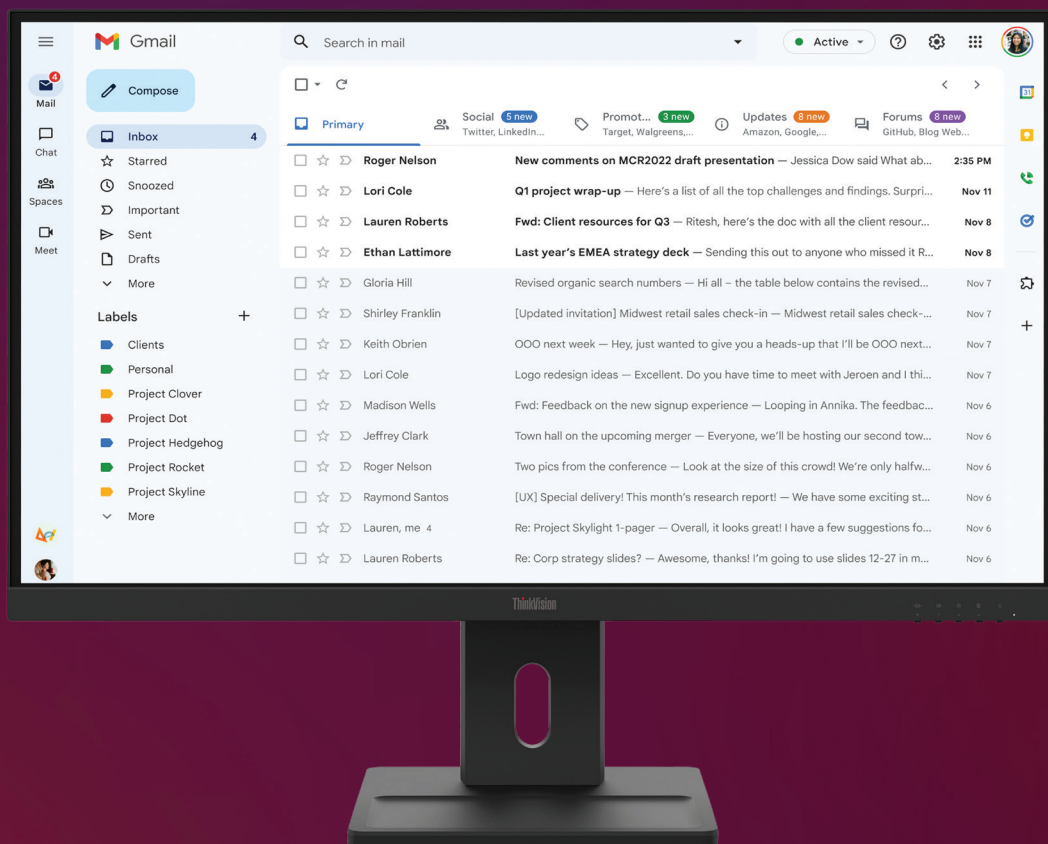 Gmail
Search in mail
Active
4
Mail
Chat
Spaces
Meet
Compose
Inbox 4
Starred
Snoozed
Important
Sent
Drafts
More
Labels
Clients
Personal
Project Clover
Project Dot
Project Hedgehog
Project Rocket
Project Skyline
More
Primary
Social 5 new
Twitter, LinkedIn...
Promot... 3 new
Target, Walgreens,...
Updates 8 new
Amazon, Google,...
Forums 8 new
GitHub, Blog Web...
31
Roger Nelson New comments on MCR2022 draft presentation — Jessica Dow said What ab... 2:35 PM
Lori Cole Q1 project wrap-up — Here's a list of all the top challenges and findings. Surpri... Nov 11
Lauren Roberts Fwd: Client resources for Q3 — Ritesh, here's the doc with all the client resour... Nov 8
Ethan Lattimore Last year's EMEA strategy deck — Sending this out to anyone who missed it R... Nov 8
Gloria Hill Revised organic search numbers — Hi all – the table below contains the revised... Nov 7
Shirley Franklin [Updated invitation] Midwest retail sales check-in — Midwest retail sales check-... Nov 7
Keith Obrien OOO next week — Hey, just wanted to give you a heads-up that I'll be OOO next... Nov 7
Lori Cole Logo redesign ideas — Excellent. Do you have time to meet with Jeroen and I thi... Nov 7
Madison Wells Fwd: Feedback on the new signup experience — Looping in Annika. The feedbac... Nov 6
Jeffrey Clark Town hall on the upcoming merger — Everyone, we'll be hosting our second tow... Nov 6
Roger Nelson Two pics from the conference — Look at the size of this crowd! We're only halfw... Nov 6
Raymond Santos [UX] Special delivery! This month's research report! — We have some exciting st... Nov 6
Lauren, me 4 Re: Project Skylight 1-pager — Overall, it looks great! I have a few suggestions fo... Nov 6
Lauren Roberts Re: Corp strategy slides? — Awesome, thanks! I'm going to use slides 12-27 in m... Nov 6
ThinkVision